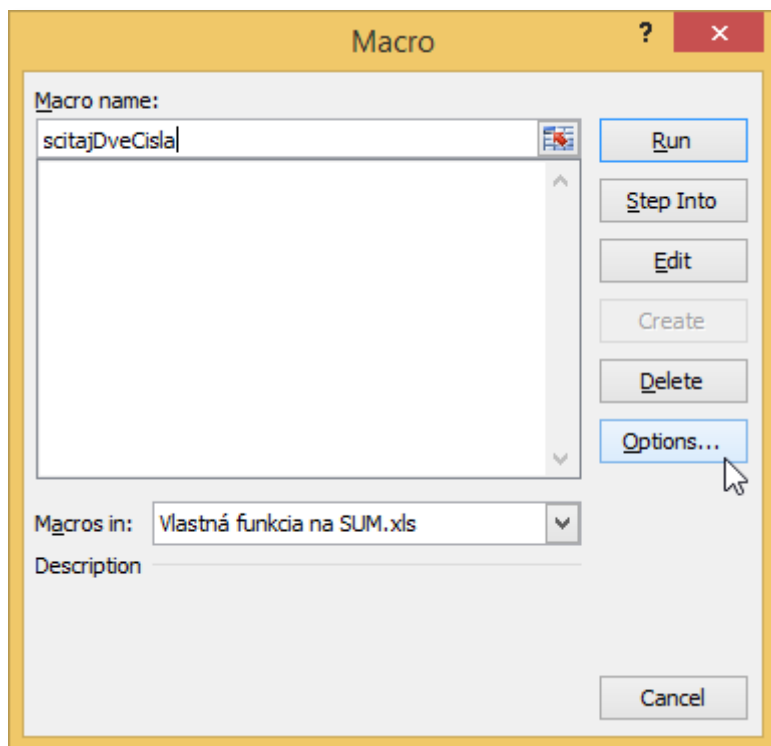 Macro
?
Macro name:
scitajDveCisla
Run
Step Into
Edit
Create
Delete
Options...
Macros in:
Vlastná funkcia na SUM.xls
Description
Cancel